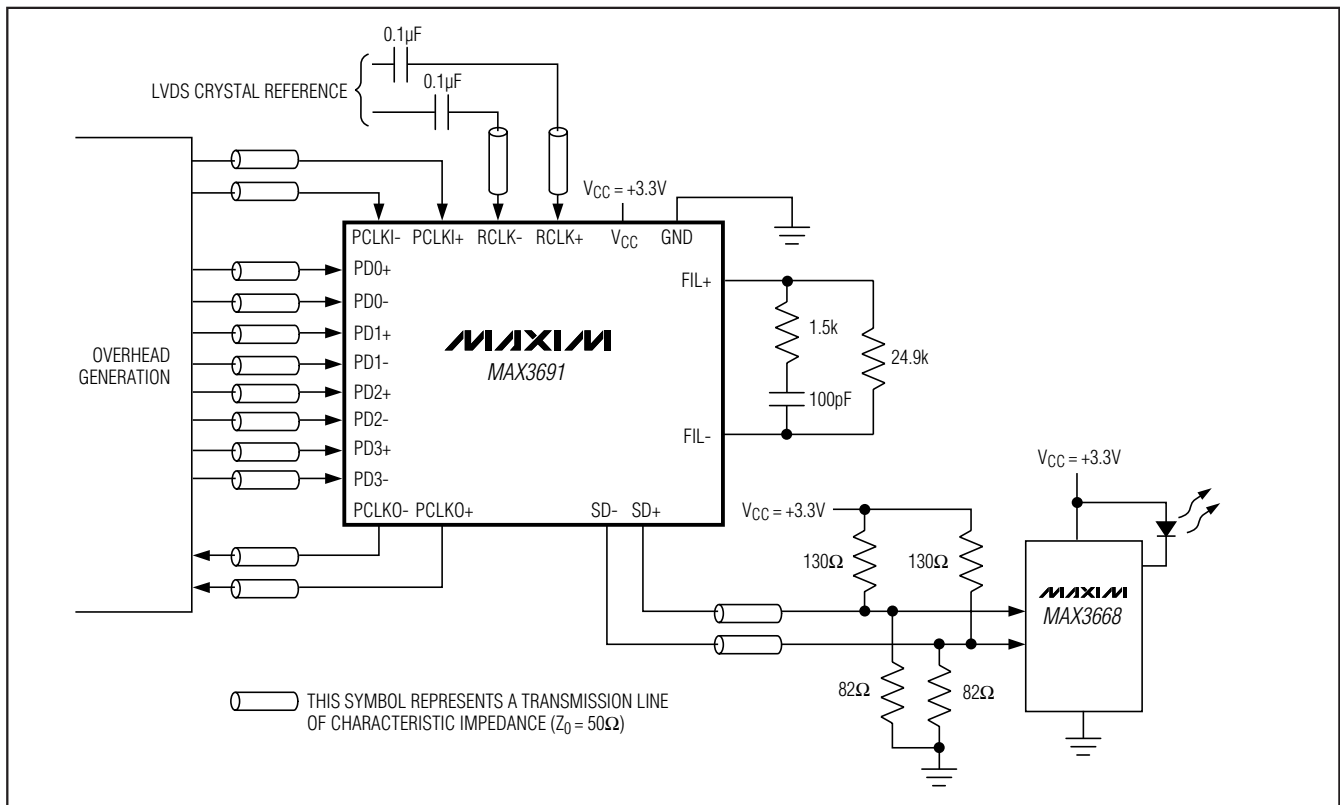 0.1µF
0.1µF
LVDS CRYSTAL REFERENCE
VCC = +3.3V
PCLKI- PCLKI+ RCLK- RCLK+ VCC GND
PD0+
PD0-
PD1+
PD1-
PD2+
PD2-
PD3+
PD3-
OVERHEAD
GENERATION
MAXIM
MAX3691
FIL+
1.5k
24.9k
100pF
FIL-
PCLKO- PCLKO+ SD- SD+
VCC = +3.3V
VCC = +3.3V
130Ω
130Ω
MAXIM
MAX3668
82Ω
82Ω
THIS SYMBOL REPRESENTS A TRANSMISSION LINE
OF CHARACTERISTIC IMPEDANCE (Z0 = 50Ω)